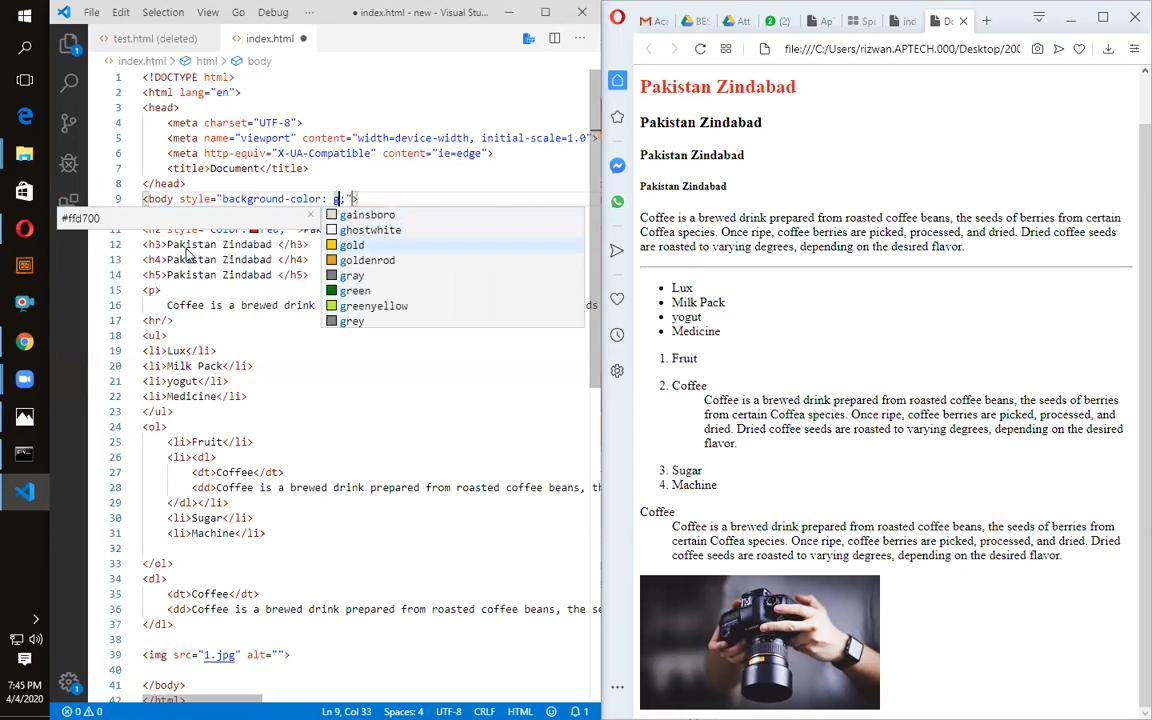 File Edit Selection View Go Debug ● index.html - new - Visual Stu...
test.html (deleted) index.html ●
index.html > html > body
1 <!DOCTYPE html>
2 <html lang="en">
3 <head>
4 <meta charset="UTF-8">
5 <meta name="viewport" content="width=device-width, initial-scale=1.0">
6 <meta http-equiv="X-UA-Compatible" content="ie=edge">
7 <title>Document</title>
8 </head>
9 <body style="background-color: g;">
#ffd700
gainsboro
ghostwhite
gold
goldenrod
gray
green
greenyellow
grey
11
12 <h3>Pakistan Zindabad </h3>
13 <h4>Pakistan Zindabad </h4>
14 <h5>Pakistan Zindabad </h5>
15 <p>
16 Coffee is a brewed drink
17 <hr/>
18 <ul>
19 <li>Lux</li>
20 <li>Milk Pack</li>
21 <li>yogut</li>
22 <li>Medicine</li>
23 </ul>
24 <ol>
25 <li>Fruit</li>
26 <li><dl>
27 <dt>Coffee</dt>
28 <dd>Coffee is a brewed drink prepared from roasted coffee beans, th
29 </dl></li>
30 <li>Sugar</li>
31 <li>Machine</li>
32
33 </ol>
34 <dl>
35 <dt>Coffee</dt>
36 <dd>Coffee is a brewed drink prepared from roasted coffee beans, the se
37 </dl>
38
39 <img src="1.jpg" alt="">
40
41 </body>
42 </html>
0 0 Ln 9, Col 33 Spaces: 4 UTF-8 CRLF HTML 1
7:45 PM
4/4/2020
Acc BES Att (2) Ap Spe ind Do
file:///C:/Users/rizwan.APTECH.000/Desktop/200
Pakistan Zindabad
Pakistan Zindabad
Pakistan Zindabad
Pakistan Zindabad
Coffee is a brewed drink prepared from roasted coffee beans, the seeds of berries from certain
Coffea species. Once ripe, coffee berries are picked, processed, and dried. Dried coffee seeds
are roasted to varying degrees, depending on the desired flavor.
• Lux
• Milk Pack
• yogut
• Medicine
1. Fruit
2. Coffee
Coffee is a brewed drink prepared from roasted coffee beans, the seeds of berries
from certain Coffea species. Once ripe, coffee berries are picked, processed, and
dried. Dried coffee seeds are roasted to varying degrees, depending on the desired
flavor.
3. Sugar
4. Machine
Coffee
Coffee is a brewed drink prepared from roasted coffee beans, the seeds of berries from
certain Coffea species. Once ripe, coffee berries are picked, processed, and dried. Dried
coffee seeds are roasted to varying degrees, depending on the desired flavor.